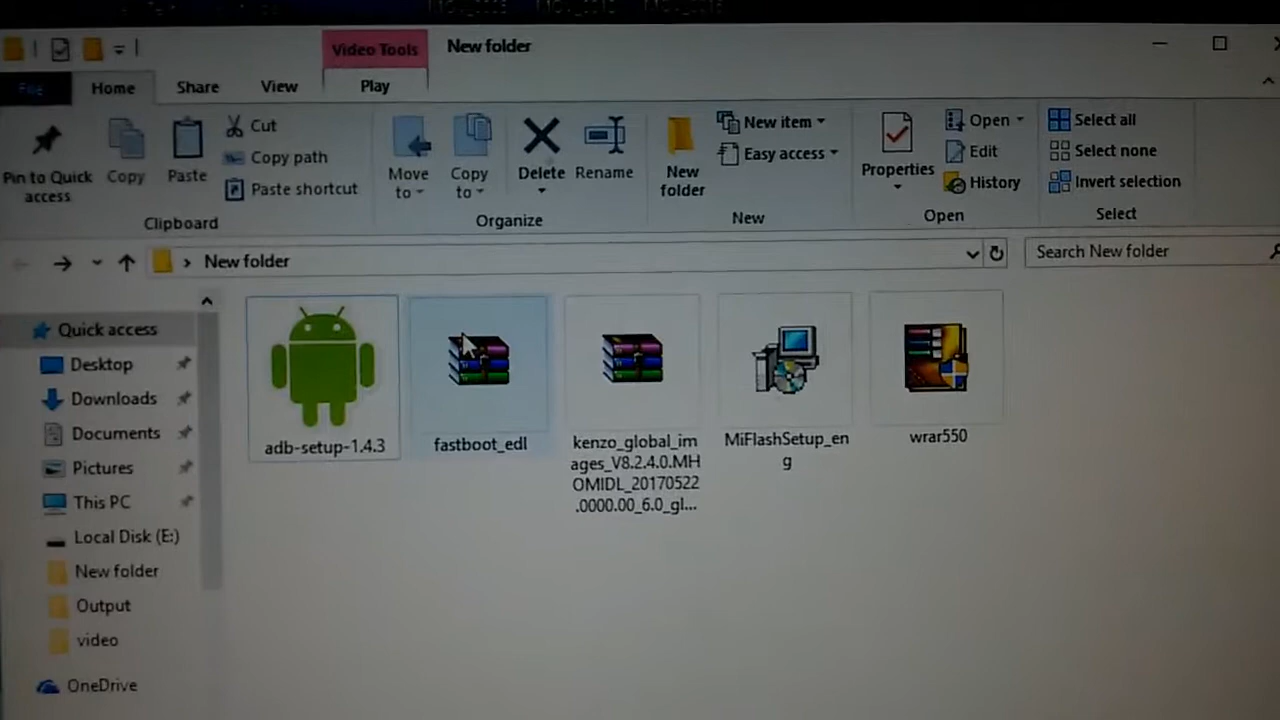 Video Tools
New folder
File
Home
Share
View
Play
Pin to Quick
access
Copy
Paste
Cut
Copy path
Paste shortcut
Clipboard
Move
to
Copy
to
Delete
Rename
Organize
New
folder
New item
Easy access
New
Properties
Open
Edit
History
Open
Select all
Select none
Invert selection
Select
New folder
Search New folder
Quick access
Desktop
Downloads
Documents
Pictures
This PC
Local Disk (E:)
New folder
Output
video
OneDrive
adb-setup-1.4.3
fastboot_edl
kenzo_global_im
ages_V8.2.4.0.MH
OMIDL_20170522
.0000.00_6.0_gl...
MiFlashSetup_en
g
wrar550